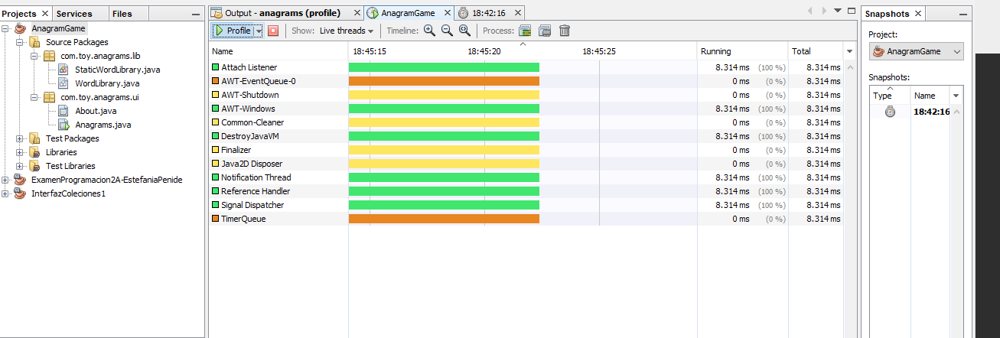 Projects Services Files
AnagramGame
Source Packages
com.toy.anagrams.lib
StaticWordLibrary.java
WordLibrary.java
com.toy.anagrams.ui
About.java
Anagrams.java
Test Packages
Libraries
Test Libraries
ExamenProgramacion2A-EstefaniaPenide
InterfazColeciones1
Output - anagrams (profile) AnagramGame 18:42:16
Profile Show: Live threads Timeline: Process:
Name 18:45:15 18:45:20 18:45:25 Running Total
Attach Listener 8.314 ms (100 %) 8.314 ms
AWT-EventQueue-0 0 ms (0 %) 8.314 ms
AWT-Shutdown 0 ms (0 %) 8.314 ms
AWT-Windows 8.314 ms (100 %) 8.314 ms
Common-Cleaner 0 ms (0 %) 8.314 ms
DestroyJavaVM 8.314 ms (100 %) 8.314 ms
Finalizer 0 ms (0 %) 8.314 ms
Java2D Disposer 0 ms (0 %) 8.314 ms
Notification Thread 8.314 ms (100 %) 8.314 ms
Reference Handler 8.314 ms (100 %) 8.314 ms
Signal Dispatcher 8.314 ms (100 %) 8.314 ms
TimerQueue 0 ms (0 %) 8.314 ms
Snapshots
Project:
AnagramGame
Snapshots:
Type Name
18:42:16